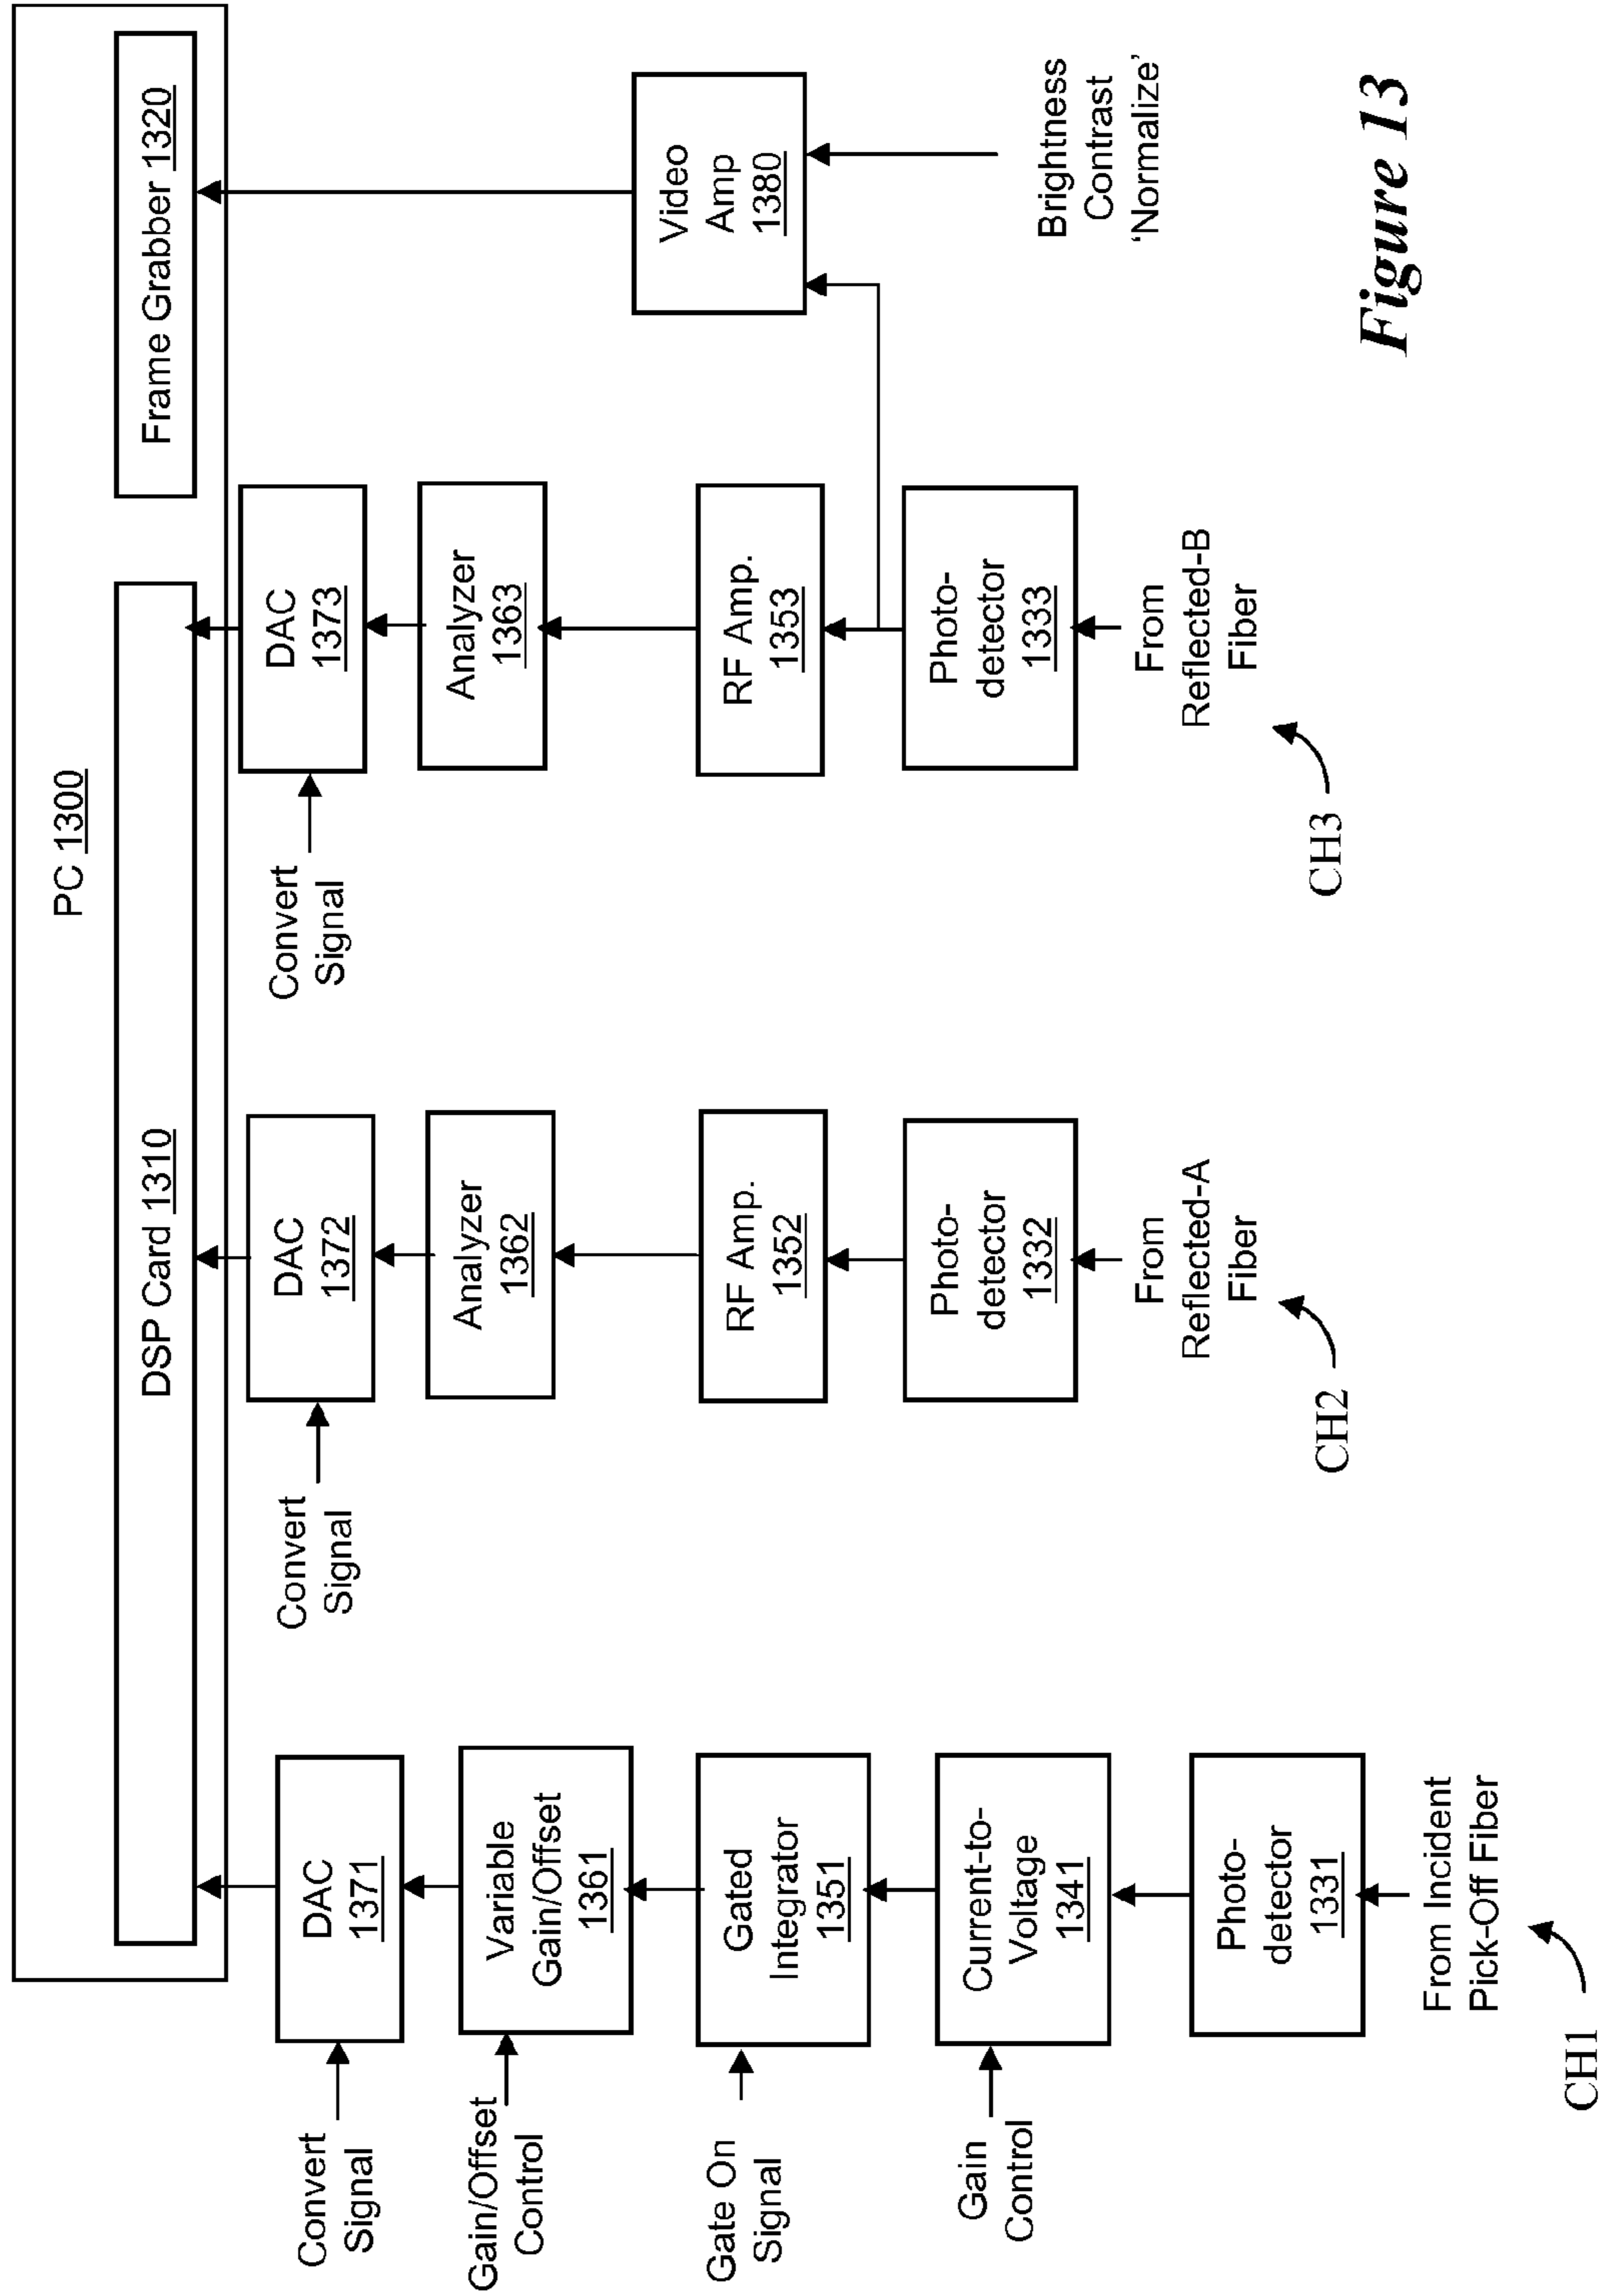 PC 1300
DSP Card 1310
Frame Grabber 1320
Convert
Signal
DAC
1371
Convert
Signal
DAC
1372
Convert
Signal
DAC
1373
Gain/Offset
Control
Variable
Gain/Offset
1361
Analyzer
1362
Analyzer
1363
Gate On
Signal
Gated
Integrator
1351
RF Amp.
1352
RF Amp.
1353
Video
Amp
1380
Gain
Control
Current-to-
Voltage
1341
Photo-
detector
1332
Photo-
detector
1333
Brightness
Contrast
‘Normalize’
Photo-
detector
1331
From
Reflected-A
Fiber
From
Reflected-B
Fiber
From Incident
Pick-Off Fiber
CH1
CH2
CH3
Figure 13